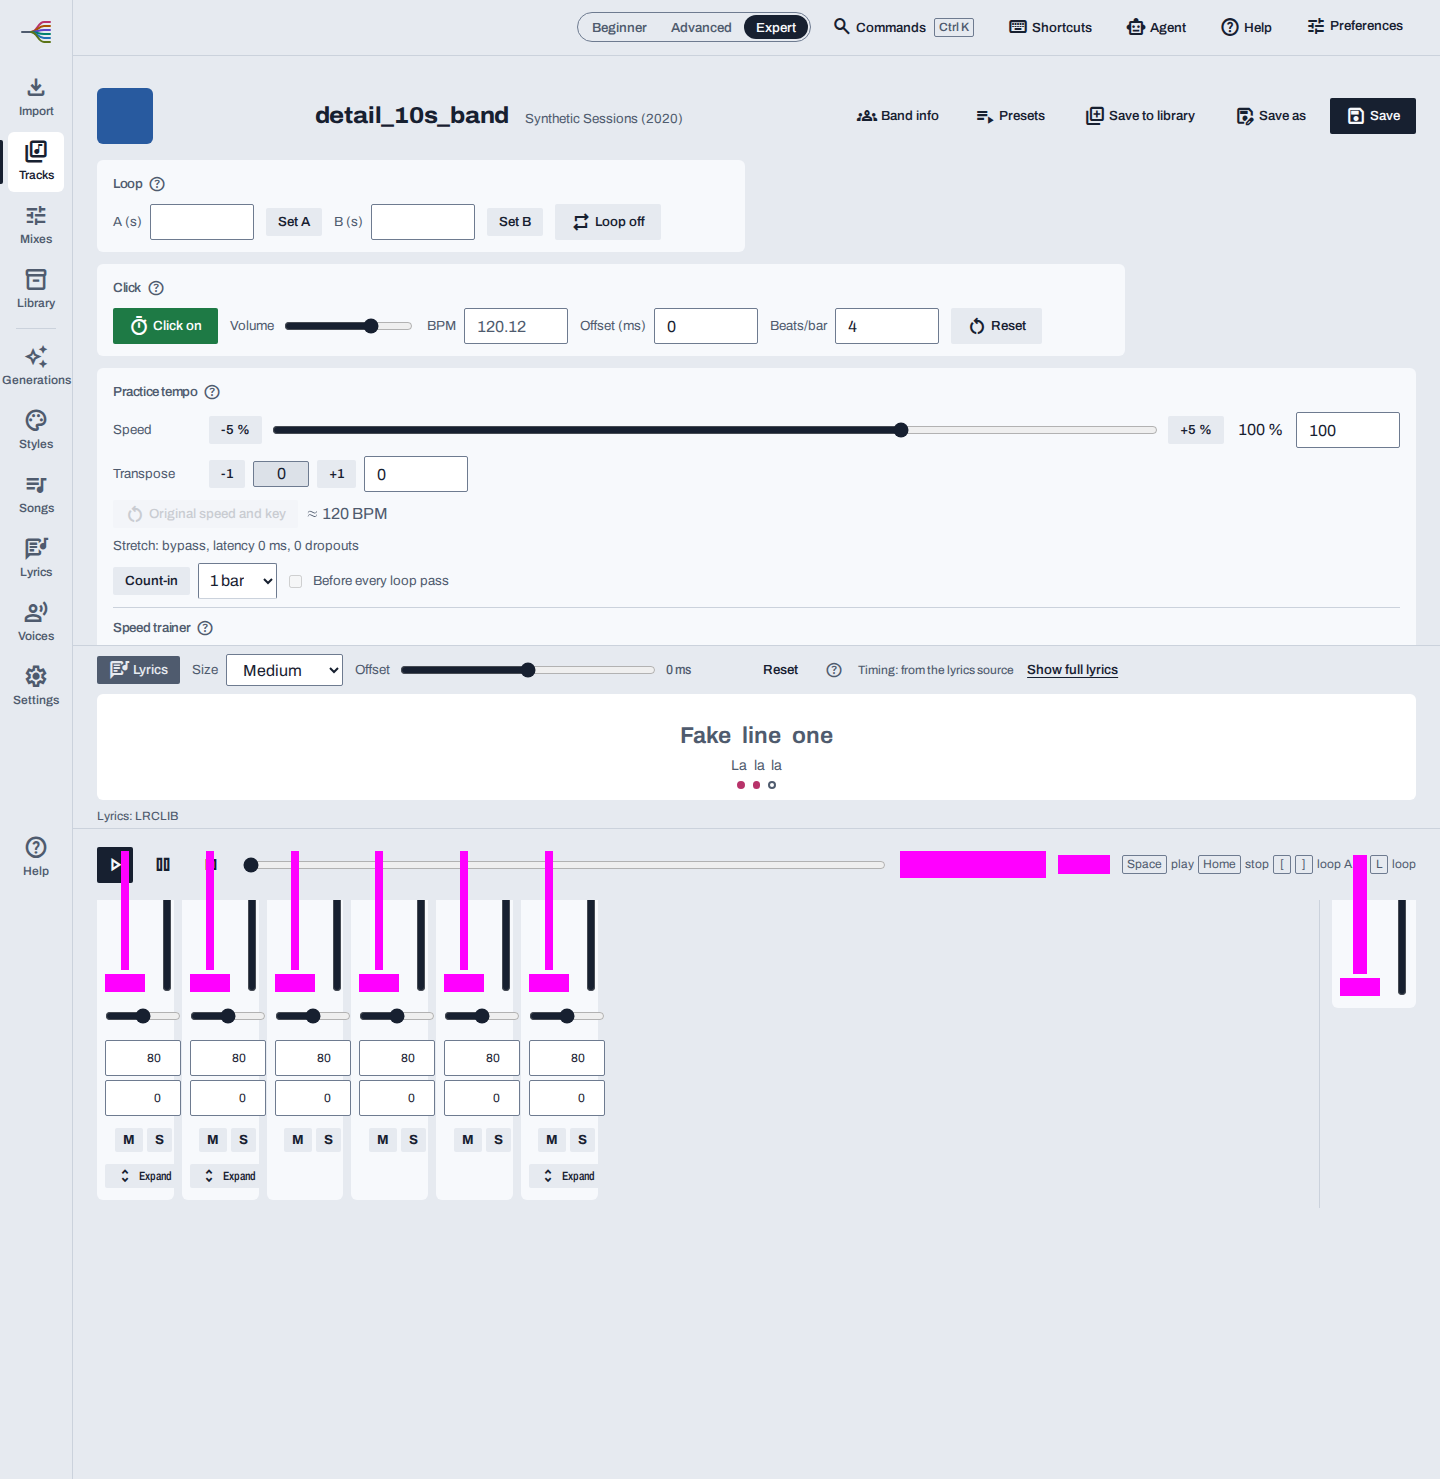 Beginner Advanced Expert Commands Ctrl K Shortcuts Agent Help Preferences
Import
Tracks
Mixes
Library
Generations
Styles
Songs
Lyrics
Voices
Settings
Help
detail_10s_band Synthetic Sessions (2020) Band info Presets Save to library Save as Save
Loop
A (s) Set A B (s) Set B Loop off
Click
Click on Volume BPM 120.12 Offset (ms) 0 Beats/bar 4 Reset
Practice tempo
Speed -5 % +5 % 100 % 100
Transpose -1 0 +1 0
Original speed and key ≈ 120 BPM
Stretch: bypass, latency 0 ms, 0 dropouts
Count-in 1 bar Before every loop pass
Speed trainer
Lyrics Size Medium Offset 0 ms Reset Timing: from the lyrics source Show full lyrics
Fake line one
La la la
Lyrics: LRCLIB
Space play Home stop [ ] loop A L loop
80 80 80 80 80 80
0 0 0 0 0 0
M S M S M S M S M S M S
Expand Expand Expand